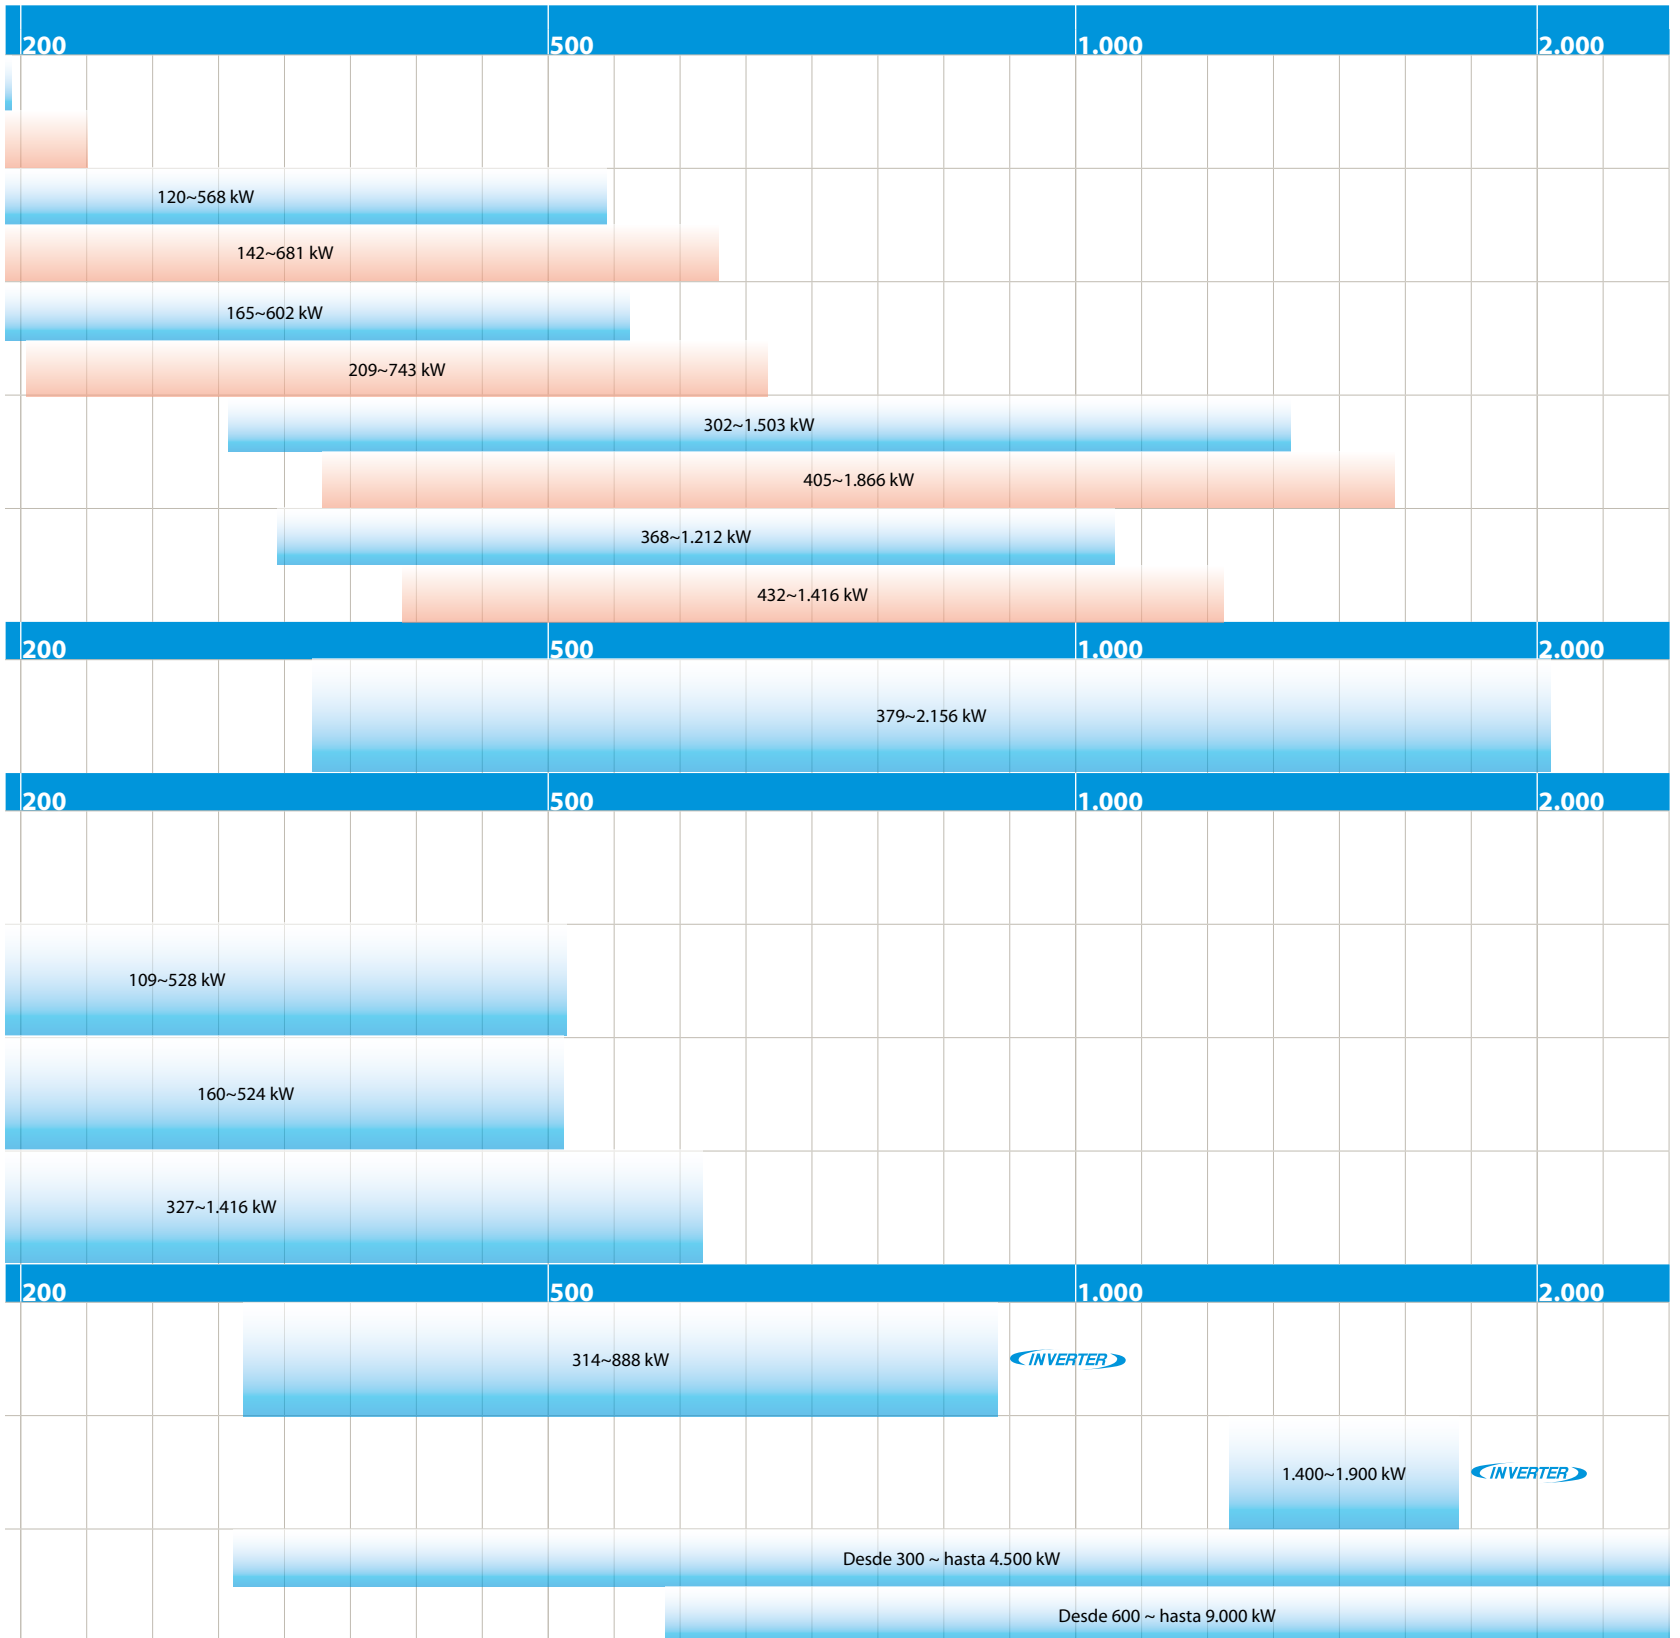 200 500 1.000 2.000
120~568 kW
142~681 kW
165~602 kW
209~743 kW
302~1.503 kW
405~1.866 kW
368~1.212 kW
432~1.416 kW
200 500 1.000 2.000
379~2.156 kW
200 500 1.000 2.000
109~528 kW
160~524 kW
327~1.416 kW
200 500 1.000 2.000
314~888 kW INVERTER
1.400~1.900 kW INVERTER
Desde 300 ~ hasta 4.500 kW
Desde 600 ~ hasta 9.000 kW